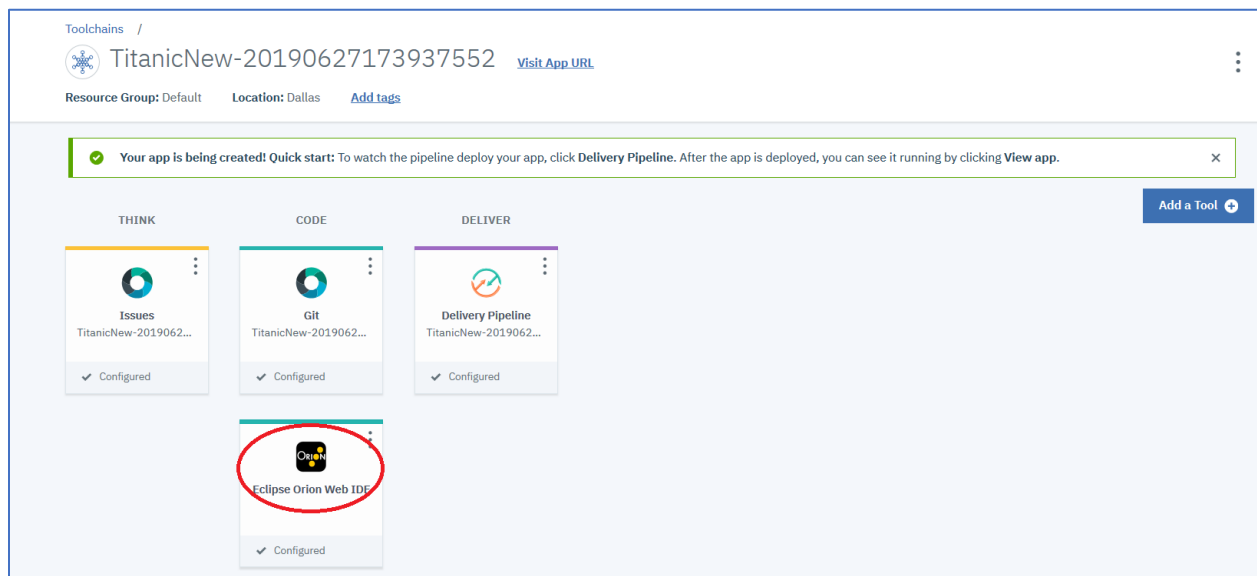 Toolchains /
TitanicNew-20190627173937552 Visit App URL
Resource Group: Default Location: Dallas Add tags
Your app is being created! Quick start: To watch the pipeline deploy your app, click Delivery Pipeline. After the app is deployed, you can see it running by clicking View app.
Add a Tool
THINK CODE DELIVER
Issues Git Delivery Pipeline
TitanicNew-2019062... TitanicNew-2019062... TitanicNew-2019062...
Configured Configured Configured
ORION
Eclipse Orion Web IDE
Configured